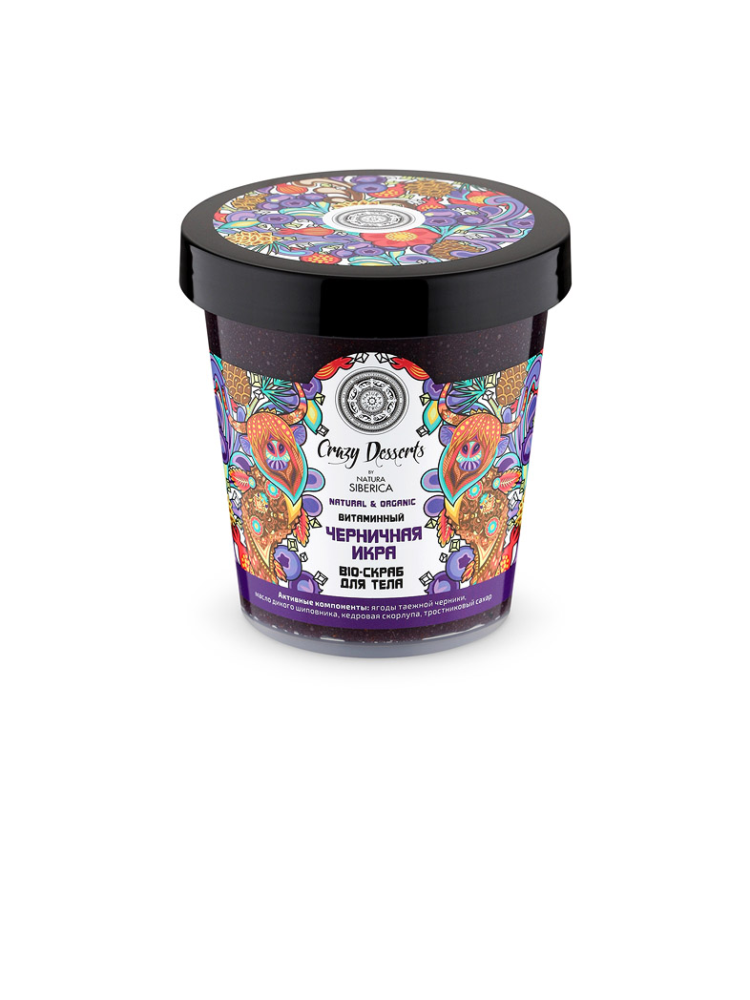 Crazy Desserts
BY
NATURA
SIBERICA
NATURAL & ORGANIC
ВИТАМИННЫЙ
ЧЕРНИЧНАЯ
ИКРА
BIO-СКРАБ
ДЛЯ ТЕЛА
Активные компоненты: ягоды таежной черники,
масло дикого шиповника, кедровая скорлупа, тростниковый сахар